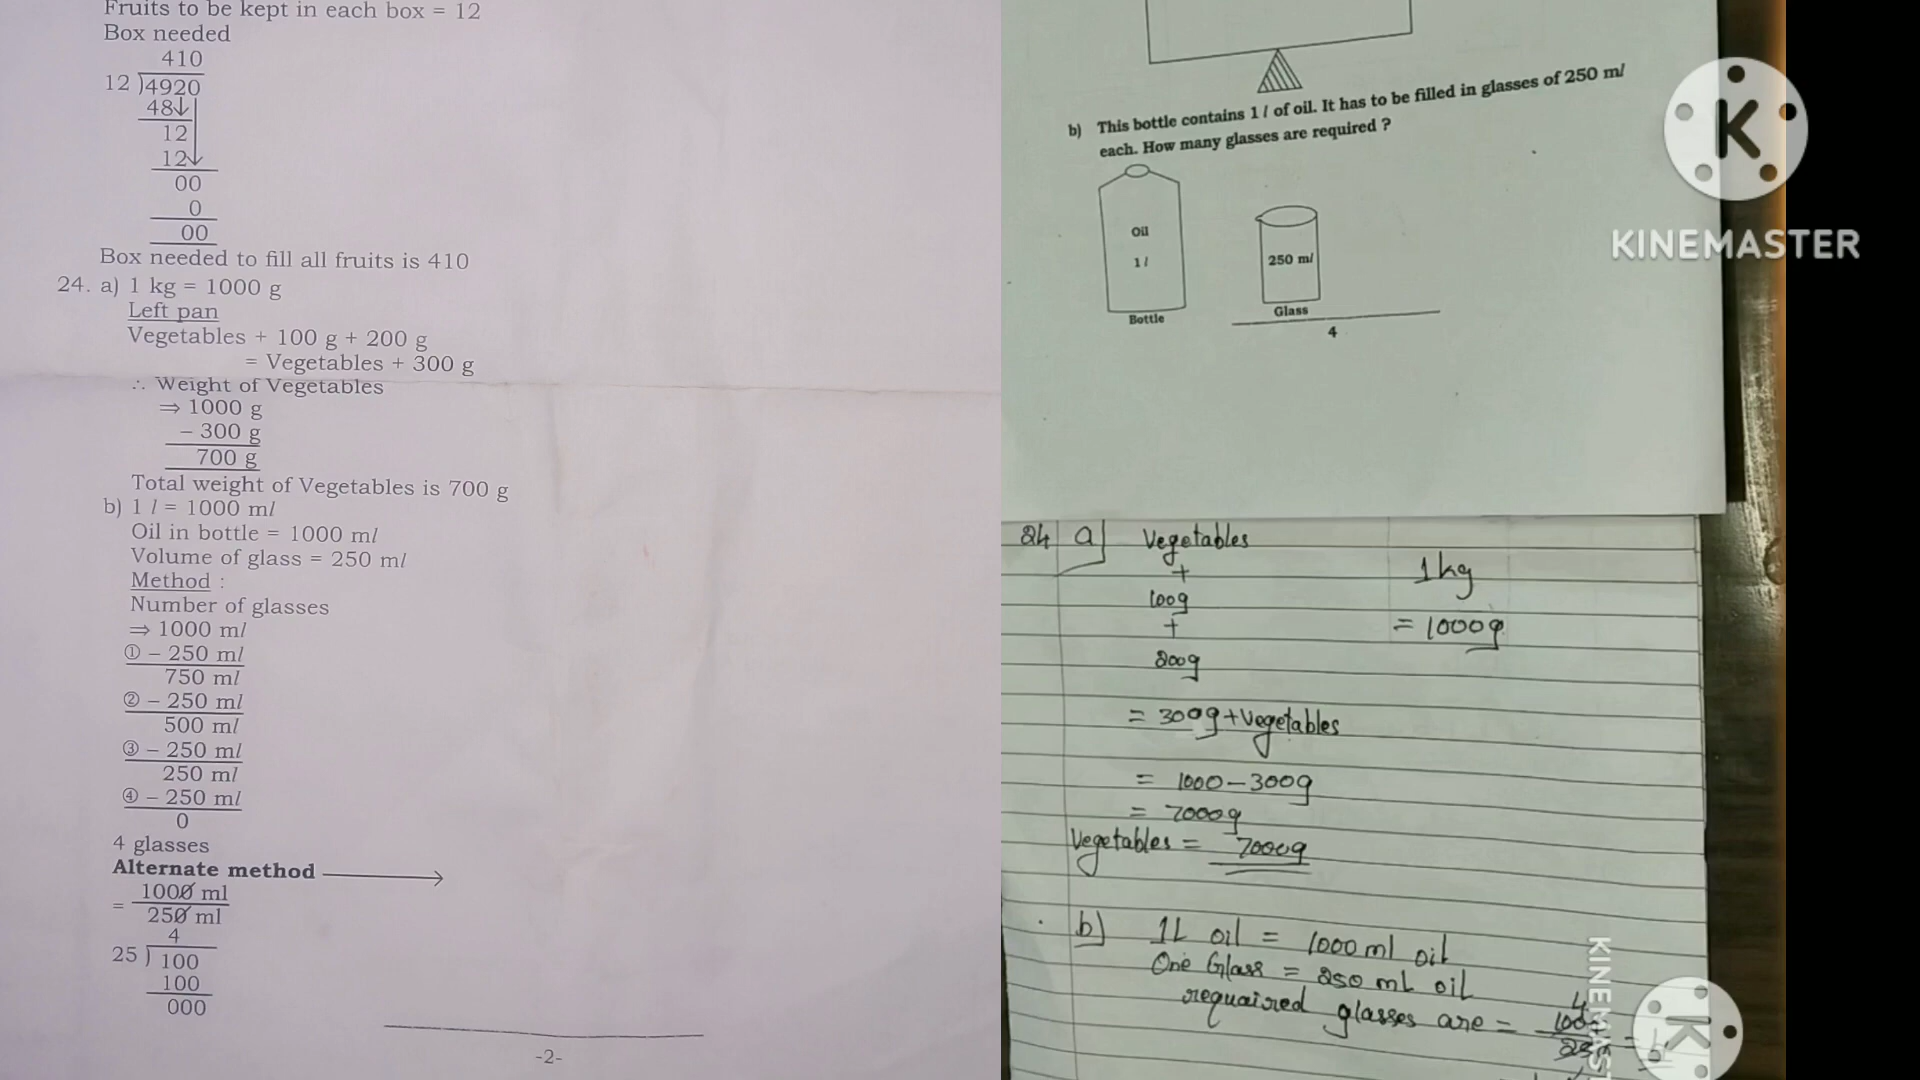 Fruits to be kept in each box = 12
Box needed
410
12 )4920
48↓
12
12↓
00
0
00
Box needed to fill all fruits is 410
24. a) 1 kg = 1000 g
Left pan
Vegetables + 100 g + 200 g
= Vegetables + 300 g
∴ Weight of Vegetables
⇒ 1000 g
– 300 g
700 g
Total weight of Vegetables is 700 g
b) 1 l = 1000 ml
Oil in bottle = 1000 ml
Volume of glass = 250 ml
Method :
Number of glasses
⇒ 1000 ml
① – 250 ml
750 ml
② – 250 ml
500 ml
③ – 250 ml
250 ml
④ – 250 ml
0
4 glasses
Alternate method ⟶
= 1000 ml
250 ml
4
25 ) 100
100
000
-2-
b) This bottle contains 1 l of oil. It has to be filled in glasses of 250 ml
each. How many glasses are required ?
Oil
1 l
Bottle
250 ml
Glass
4
K
KINEMASTER
24 a) Vegetables
+
100g
+
200g
1kg
= 1000g
= 300g+Vegetables
= 1000–300g
= 7000g
Vegetables = 7000g
b) 1L oil = 1000ml oil
One Glass = 250 mL oil
requaired glasses are =
4
K